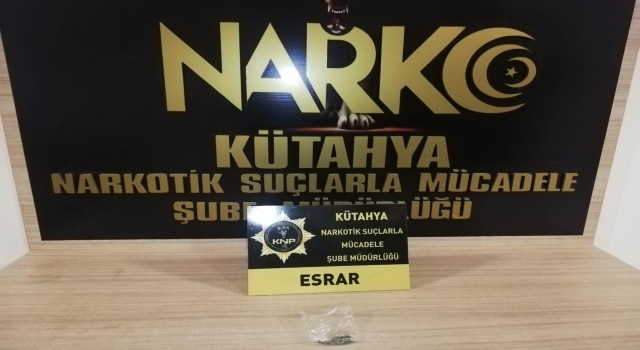 NARKO
KÜTAHYA
NARKOTİK SUÇLARLA MÜCADELE
ŞUBE MÜDÜRLÜĞÜ
KÜTAHYA
NARKOTİK SUÇLARLA
MÜCADELE
ŞUBE MÜDÜRLÜĞÜ
KNP
ESRAR